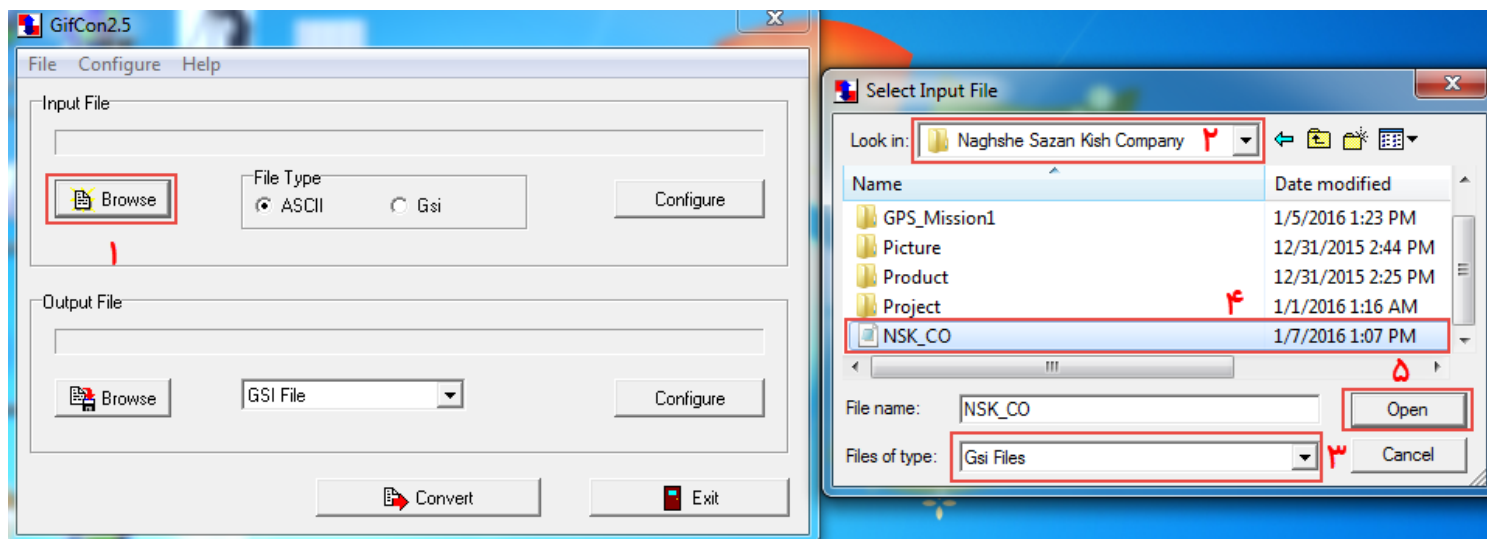 GifCon2.5
File Configure Help
Input File
Browse
File Type
ASCII Gsi
Configure
۱
Output File
Browse
GSI File
Configure
Convert
Exit
Select Input File
Look in: Naghshe Sazan Kish Company ۲
Name Date modified
GPS_Mission1 1/5/2016 1:23 PM
Picture 12/31/2015 2:44 PM
Product 12/31/2015 2:25 PM
Project ۴ 1/1/2016 1:16 AM
NSK_CO 1/7/2016 1:07 PM
۵
File name: NSK_CO Open
Files of type: Gsi Files ۳ Cancel